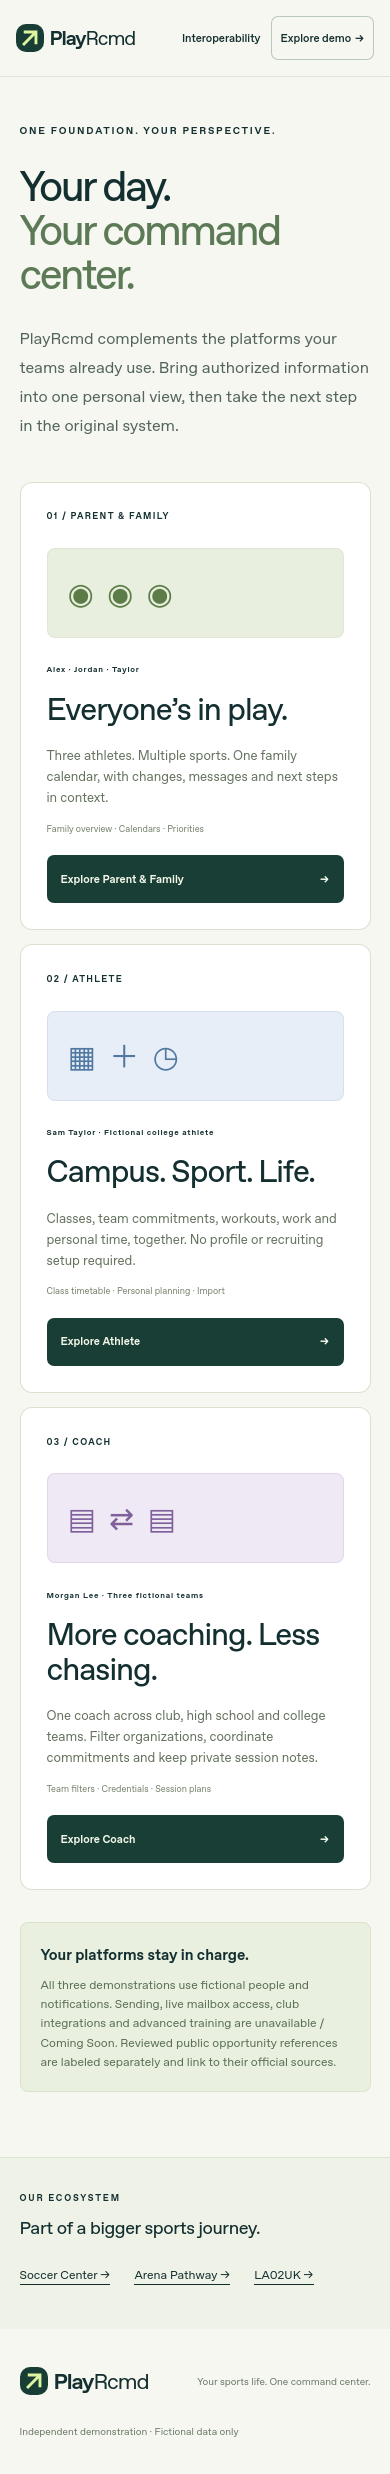 PlayRcmd
Interoperability
Explore demo →
ONE FOUNDATION. YOUR PERSPECTIVE.
Your day.
Your command
center.
PlayRcmd complements the platforms your
teams already use. Bring authorized information
into one personal view, then take the next step
in the original system.
01 / PARENT & FAMILY
Alex · Jordan · Taylor
Everyone’s in play.
Three athletes. Multiple sports. One family
calendar, with changes, messages and next steps
in context.
Family overview · Calendars · Priorities
Explore Parent & Family →
02 / ATHLETE
Sam Taylor · Fictional college athlete
Campus. Sport. Life.
Classes, team commitments, workouts, work and
personal time, together. No profile or recruiting
setup required.
Class timetable · Personal planning · Import
Explore Athlete →
03 / COACH
Morgan Lee · Three fictional teams
More coaching. Less
chasing.
One coach across club, high school and college
teams. Filter organizations, coordinate
commitments and keep private session notes.
Team filters · Credentials · Session plans
Explore Coach →
Your platforms stay in charge.
All three demonstrations use fictional people and
notifications. Sending, live mailbox access, club
integrations and advanced training are unavailable /
Coming Soon. Reviewed public opportunity references
are labeled separately and link to their official sources.
OUR ECOSYSTEM
Part of a bigger sports journey.
Soccer Center → Arena Pathway → LA02UK →
PlayRcmd
Your sports life. One command center.
Independent demonstration · Fictional data only